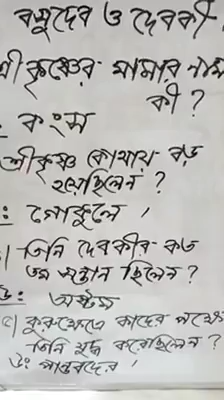 বসুদেব ও দেবকী
শ্রীকৃষ্ণের মামার নাম
কী ?
কংস
শ্রীকৃষ্ণ কোথায় বড়
হয়েছিলেন ?
: গোকুলে ,
তিনি দেবকীর কত
তম সন্তান ছিলেন ?
উ: অষ্টম
কুরুক্ষেত্রে কাদের পক্ষে
তিনি যুদ্ধ করেছিলেন ?
উঃ পান্ডবদের ,